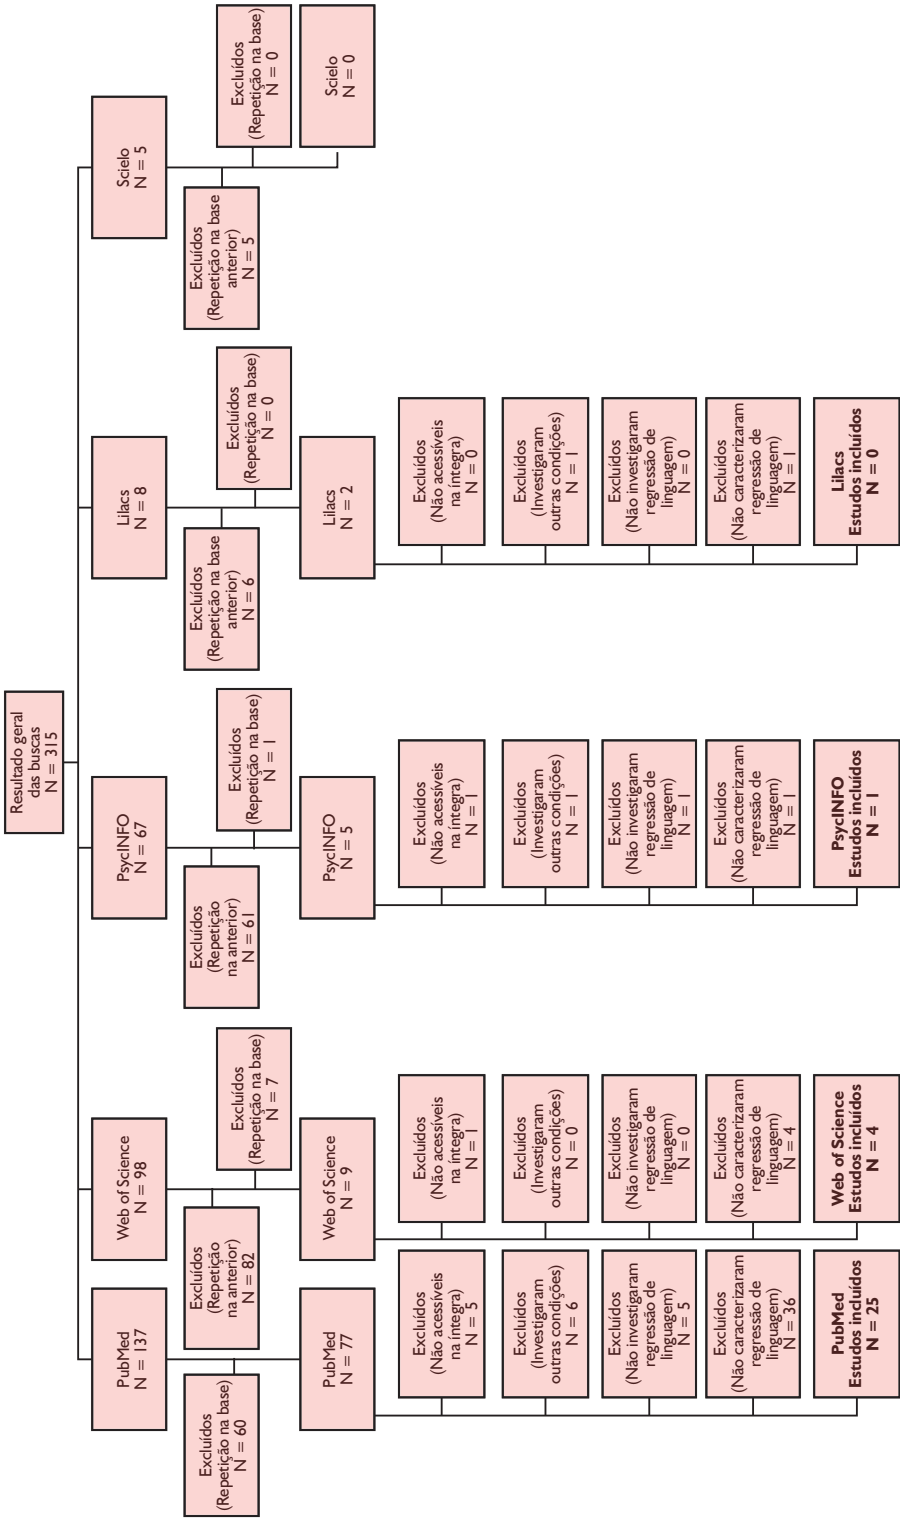 Resultado geral
das buscas
N = 315
PubMed
N = 137
Web of Science
N = 98
PsycINFO
N = 67
Lilacs
N = 8
Scielo
N = 5
Excluídos
(Repetição na base)
N = 60
Excluídos
(Repetição
na anterior)
N = 82
Excluídos
(Repetição na base)
N = 7
Excluídos
(Repetição
na anterior)
N = 61
Excluídos
(Repetição na base)
N = 1
Excluídos
(Repetição na base
anterior)
N = 6
Excluídos
(Repetição na base)
N = 0
Excluídos
(Repetição na base
anterior)
N = 5
Excluídos
(Repetição na base)
N = 0
PubMed
N = 77
Web of Science
N = 9
PsycINFO
N = 5
Lilacs
N = 2
Scielo
N = 0
Excluídos
(Não acessíveis
na íntegra)
N = 5
Excluídos
(Não acessíveis
na íntegra)
N = 1
Excluídos
(Não acessíveis
na íntegra)
N = 1
Excluídos
(Não acessíveis
na íntegra)
N = 0
Excluídos
(Investigaram
outras condições)
N = 6
Excluídos
(Investigaram
outras condições)
N = 0
Excluídos
(Investigaram
outras condições)
N = 1
Excluídos
(Investigaram
outras condições)
N = 1
Excluídos
(Não investigaram
regressão de
linguagem)
N = 5
Excluídos
(Não investigaram
regressão de
linguagem)
N = 0
Excluídos
(Não investigaram
regressão de
linguagem)
N = 1
Excluídos
(Não investigaram
regressão de
linguagem)
N = 0
Excluídos
(Não caracterizaram
regressão de
linguagem)
N = 36
Excluídos
(Não caracterizaram
regressão de
linguagem)
N = 4
Excluídos
(Não caracterizaram
regressão de
linguagem)
N = 1
Excluídos
(Não caracterizaram
regressão de
linguagem)
N = 1
PubMed
Estudos incluídos
N = 25
Web of Science
Estudos incluídos
N = 4
PsycINFO
Estudos incluídos
N = 1
Lilacs
Estudos incluídos
N = 0